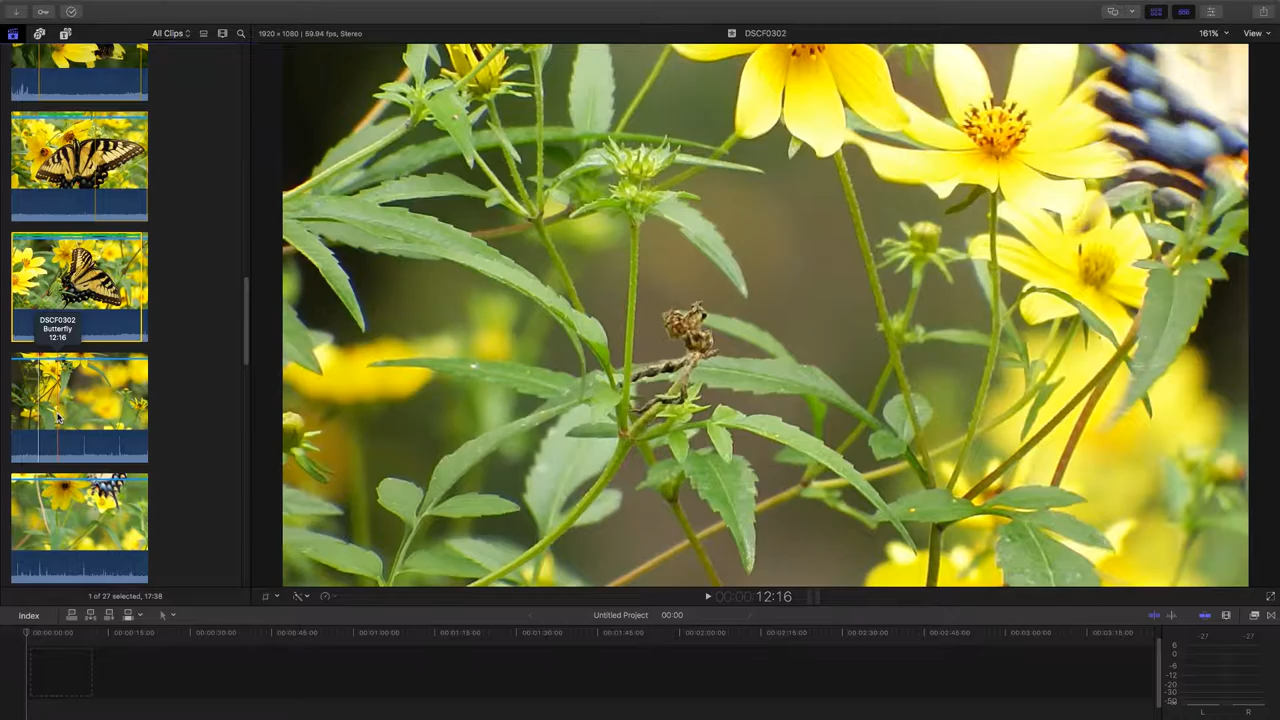 All Clips
1920 × 1080 | 59.94 fps, Stereo
DSCF0302
161%
View
DSCF0302
Butterfly
12:16
1 of 27 selected, 17:38
00:00:12:16
Index
Untitled Project
00:00
00:00:00:00
00:00:15:00
00:00:30:00
00:00:45:00
00:01:00:00
00:01:15:00
00:01:30:00
00:01:45:00
00:02:00:00
00:02:15:00
00:02:30:00
00:02:45:00
00:03:00:00
00:03:15:00
-27 -27
6
0
-6
-12
-20
-30
-50
L R